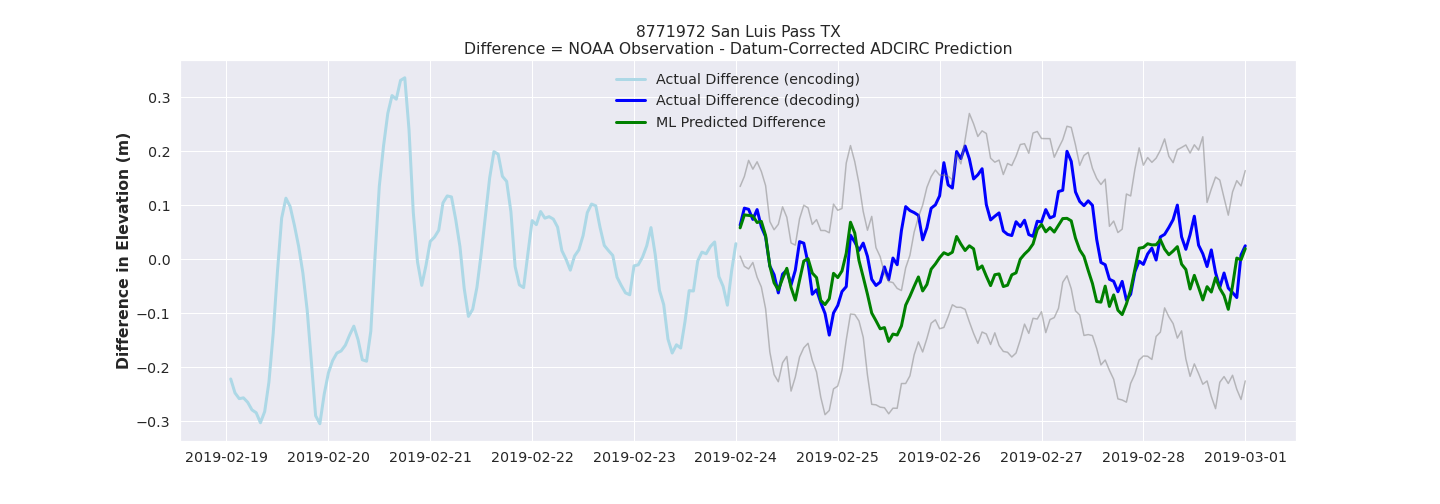 8771972 San Luis Pass TX
Difference = NOAA Observation - Datum-Corrected ADCIRC Prediction
Actual Difference (encoding)
Actual Difference (decoding)
ML Predicted Difference
Difference in Elevation (m)
0.3
0.2
0.1
0.0
−0.1
−0.2
−0.3
2019-02-19 2019-02-20 2019-02-21 2019-02-22 2019-02-23 2019-02-24 2019-02-25 2019-02-26 2019-02-27 2019-02-28 2019-03-01